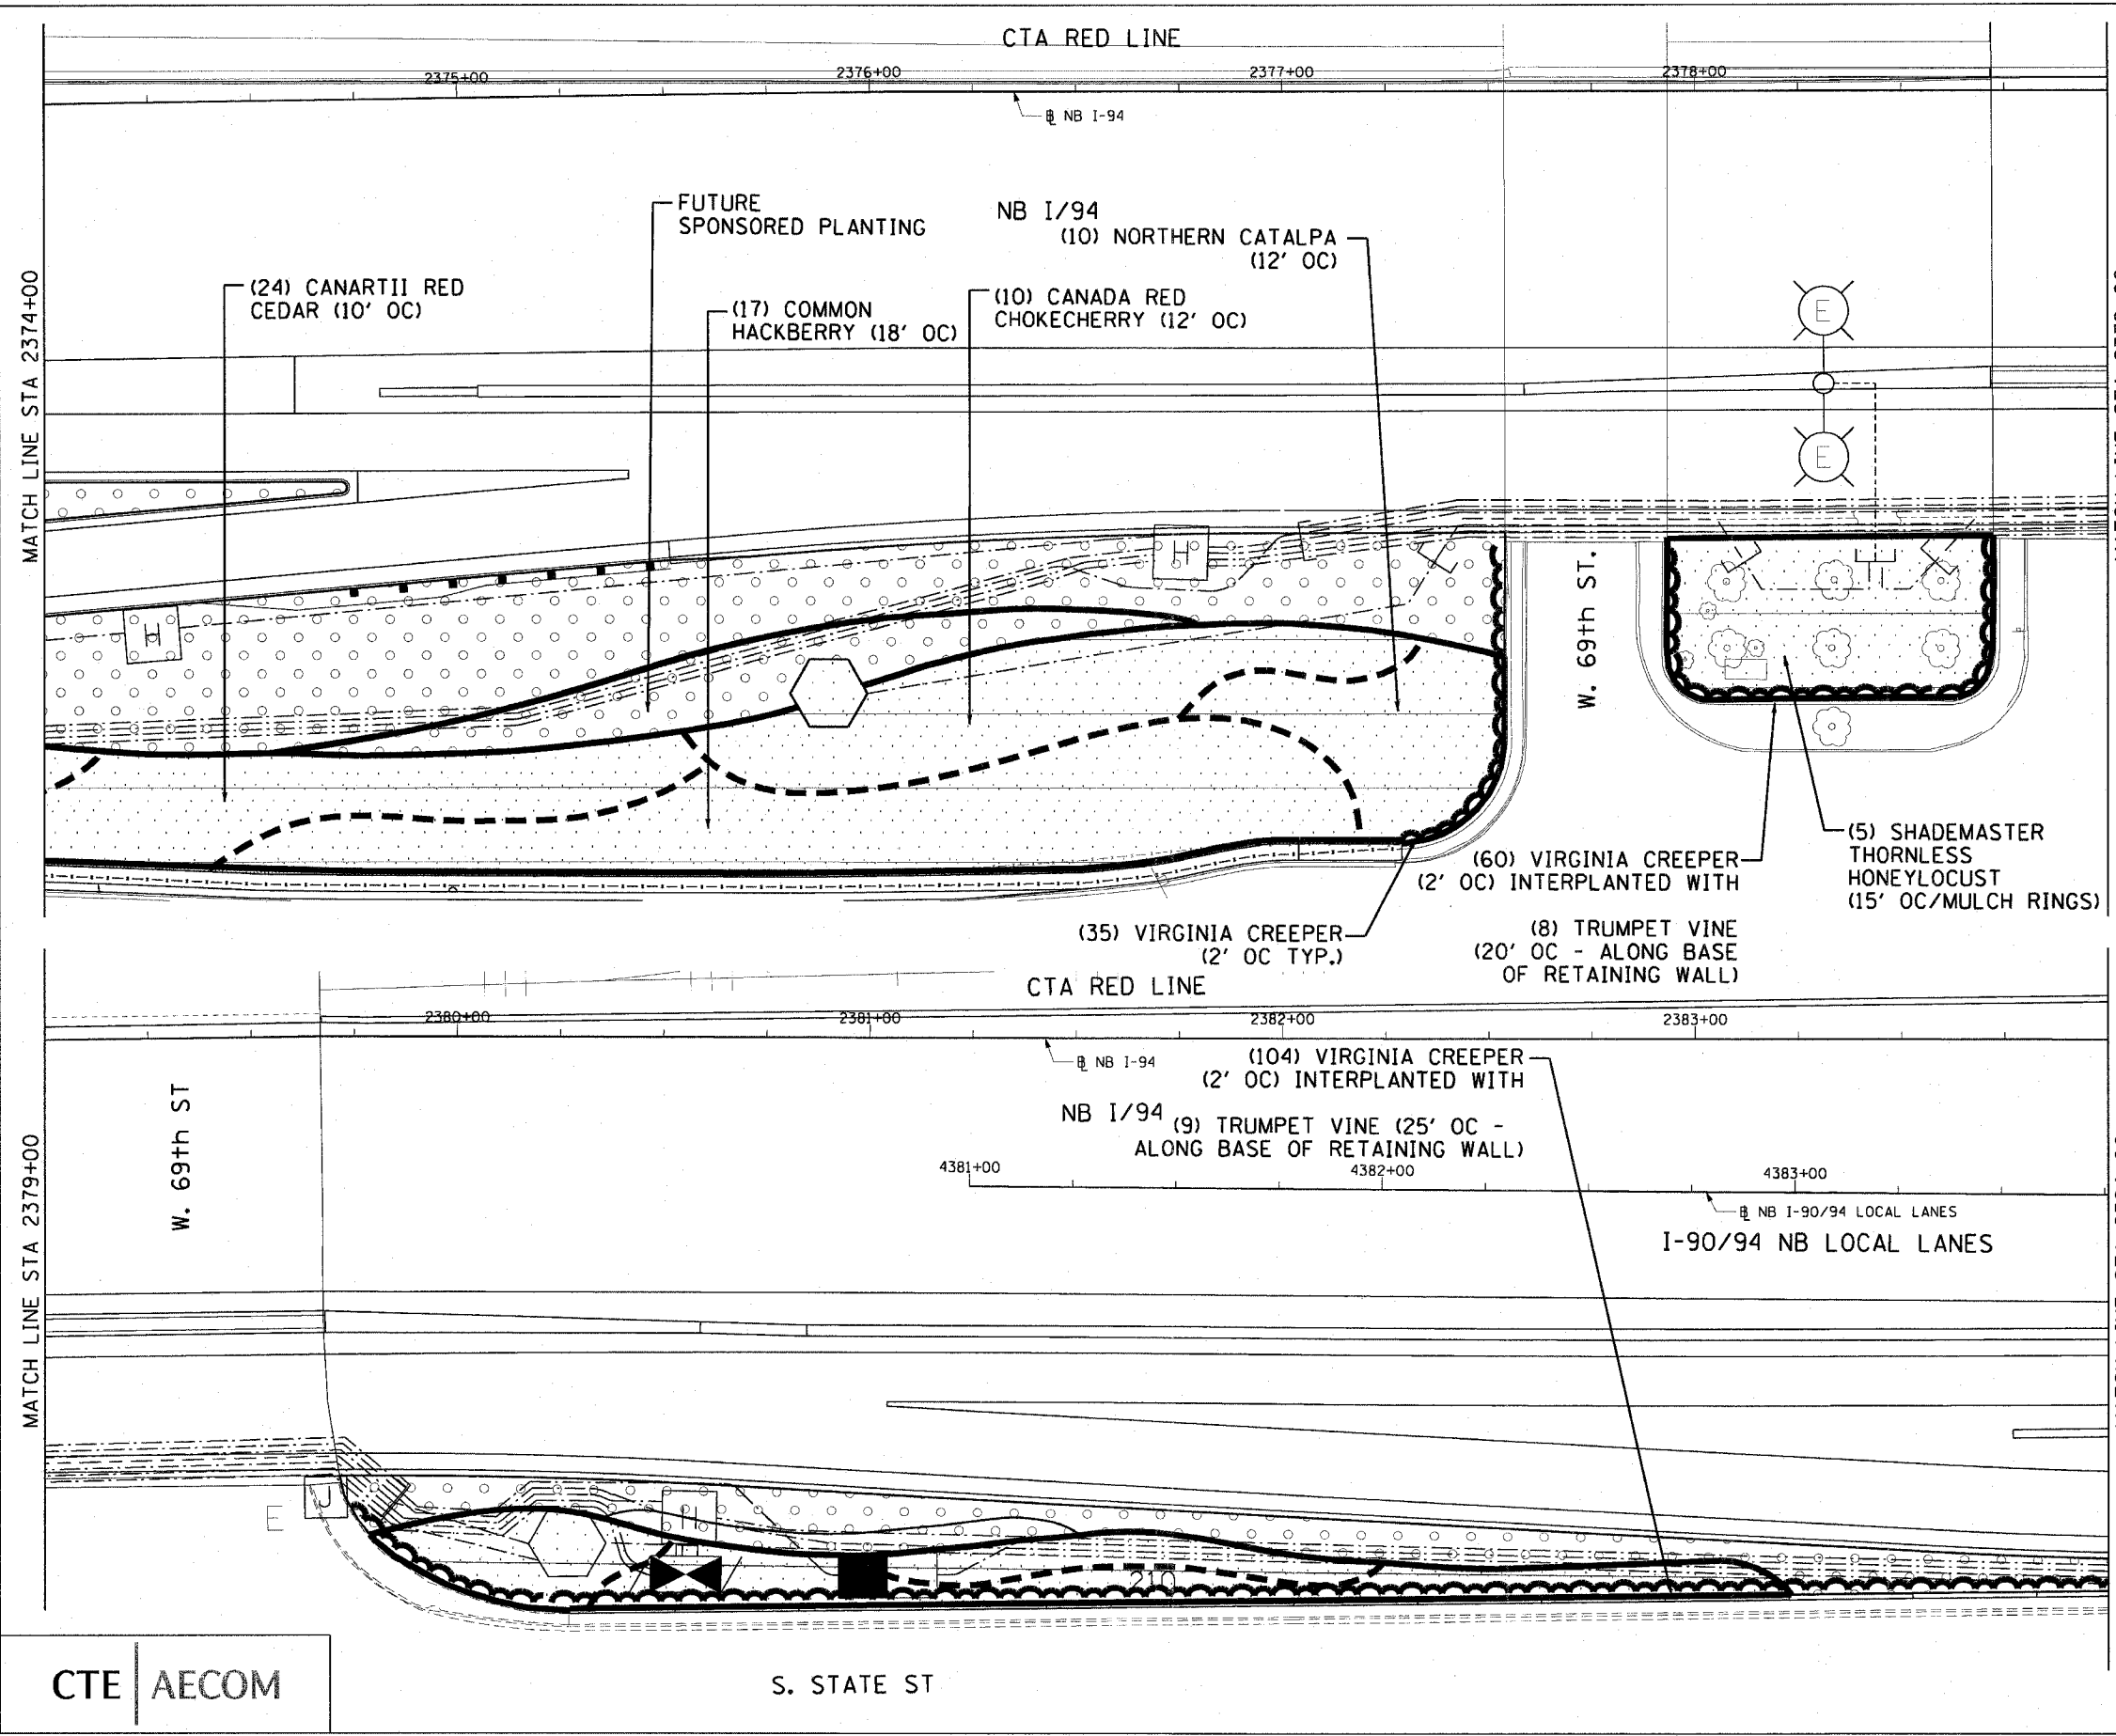 CTA RED LINE
2375+00
2376+00
2377+00
2378+00
NB I-94
FUTURE
SPONSORED PLANTING
NB I/94
(10) NORTHERN CATALPA
(12' OC)
(24) CANARTII RED
CEDAR (10' OC)
(17) COMMON
HACKBERRY (18' OC)
(10) CANADA RED
CHOKECHERRY (12' OC)
MATCH LINE STA 2374+00
E
E
H
H
W. 69th ST.
(5) SHADEMASTER
THORNLESS
HONEYLOCUST
(15' OC/MULCH RINGS)
(60) VIRGINIA CREEPER
(2' OC) INTERPLANTED WITH
(8) TRUMPET VINE
(20' OC - ALONG BASE
OF RETAINING WALL)
(35) VIRGINIA CREEPER
(2' OC TYP.)
CTA RED LINE
2380+00
2381+00
2382+00
2383+00
NB I-94
(104) VIRGINIA CREEPER
(2' OC) INTERPLANTED WITH
NB I/94
(9) TRUMPET VINE (25' OC -
ALONG BASE OF RETAINING WALL)
W. 69th ST
MATCH LINE STA 2379+00
4381+00
4382+00
4383+00
NB I-90/94 LOCAL LANES
I-90/94 NB LOCAL LANES
E
J
H
210
CTE AECOM
S. STATE ST